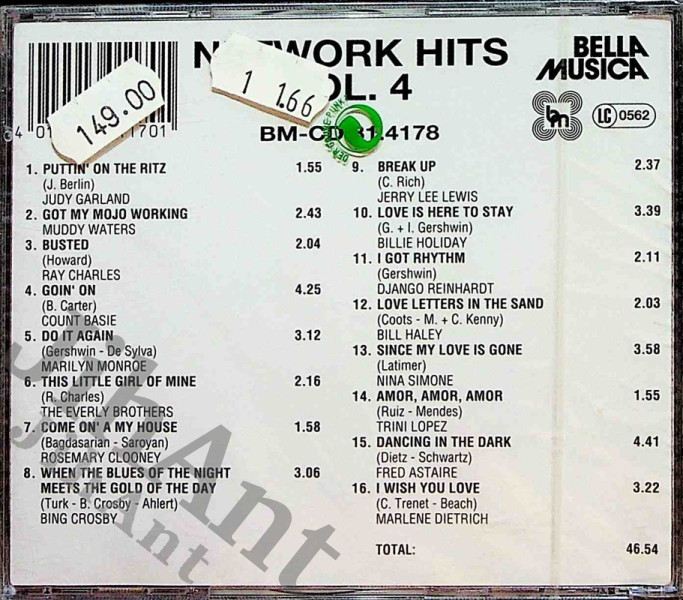 NETWORK HITS
VOL. 4
BM-CD 31.4178
BELLA
MUSICA
bm
LC 0562
149.00
1 1.66
DER GRÜNE PUNKT
1701
1. PUTTIN' ON THE RITZ 1.55
(J. Berlin)
JUDY GARLAND
2. GOT MY MOJO WORKING 2.43
MUDDY WATERS
3. BUSTED 2.04
(Howard)
RAY CHARLES
4. GOIN' ON 4.25
(B. Carter)
COUNT BASIE
5. DO IT AGAIN 3.12
(Gershwin - De Sylva)
MARILYN MONROE
6. THIS LITTLE GIRL OF MINE 2.16
(R. Charles)
THE EVERLY BROTHERS
7. COME ON' A MY HOUSE 1.58
(Bagdasarian - Saroyan)
ROSEMARY CLOONEY
8. WHEN THE BLUES OF THE NIGHT 3.06
MEETS THE GOLD OF THE DAY
(Turk - B. Crosby - Ahlert)
BING CROSBY
9. BREAK UP 2.37
(C. Rich)
JERRY LEE LEWIS
10. LOVE IS HERE TO STAY 3.39
(G. + I. Gershwin)
BILLIE HOLIDAY
11. I GOT RHYTHM 2.11
(Gershwin)
DJANGO REINHARDT
12. LOVE LETTERS IN THE SAND 2.03
(Coots - M. + C. Kenny)
BILL HALEY
13. SINCE MY LOVE IS GONE 3.58
(Latimer)
NINA SIMONE
14. AMOR, AMOR, AMOR 1.55
(Ruiz - Mendes)
TRINI LOPEZ
15. DANCING IN THE DARK 4.41
(Dietz - Schwartz)
FRED ASTAIRE
16. I WISH YOU LOVE 3.22
(C. Trenet - Beach)
MARLENE DIETRICH
TOTAL: 46.54